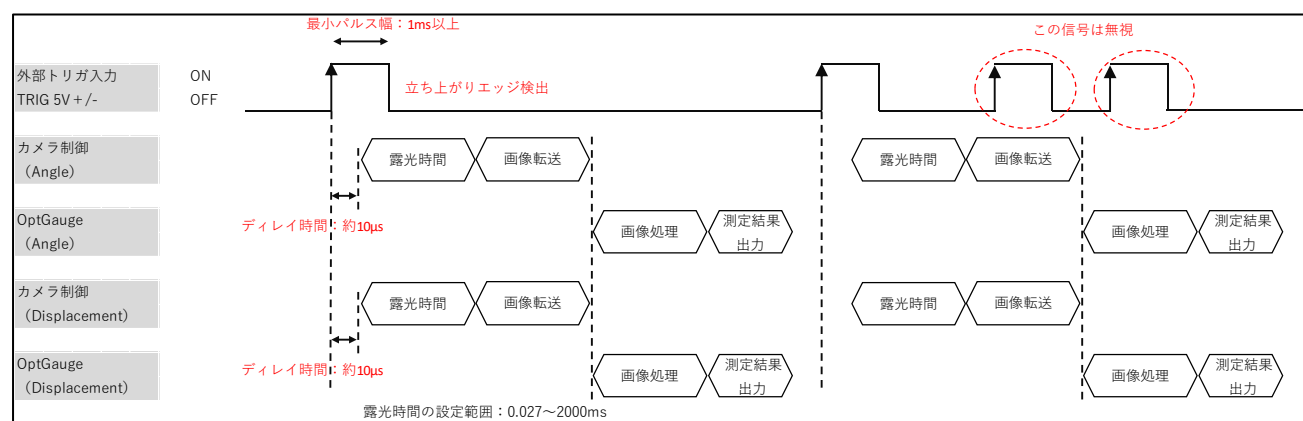 最小パルス幅：1ms以上
この信号は無視
外部トリガ入力 ON
TRIG 5V＋/- OFF
立ち上がりエッジ検出
カメラ制御
（Angle）
露光時間 画像転送 露光時間 画像転送
ディレイ時間：約10μs
OptGauge
（Angle）
画像処理 測定結果出力 画像処理 測定結果出力
カメラ制御
（Displacement）
露光時間 画像転送 露光時間 画像転送
ディレイ時間：約10μs
OptGauge
（Displacement）
画像処理 測定結果出力 画像処理 測定結果出力
露光時間の設定範囲：0.027～2000ms